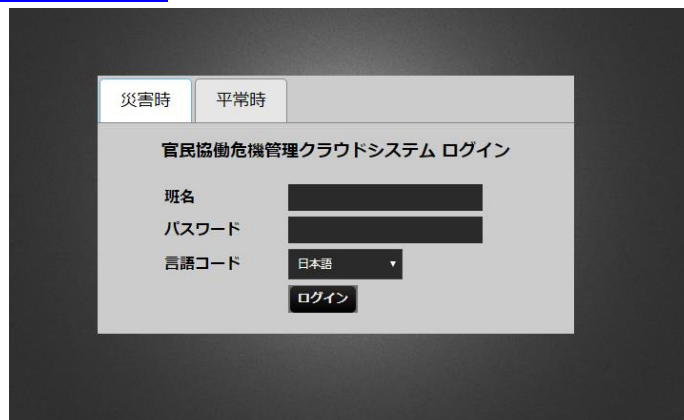 災害時 平常時
官民協働危機管理クラウドシステム ログイン
班名
パスワード
言語コード 日本語
ログイン